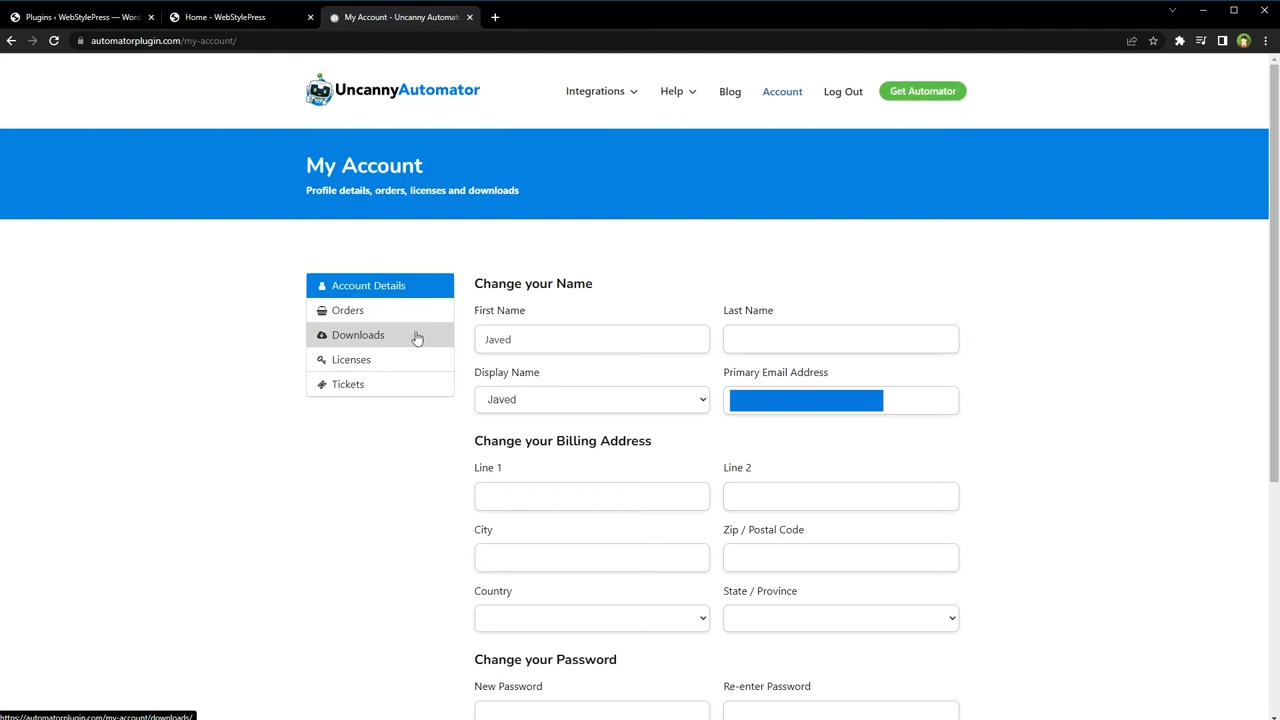 Plugins ‹ WebStylePress — Wor
Home - WebStylePress
My Account - Uncanny Automat
automatorplugin.com/my-account/
UncannyAutomator
Integrations
Help
Blog
Account
Log Out
Get Automator
My Account
Profile details, orders, licenses and downloads
Account Details
Orders
Downloads
Licenses
Tickets
Change your Name
First Name
Last Name
Javed
Display Name
Primary Email Address
Javed
Change your Billing Address
Line 1
Line 2
City
Zip / Postal Code
Country
State / Province
Change your Password
New Password
Re-enter Password
https://automatorplugin.com/my-account/downloads/